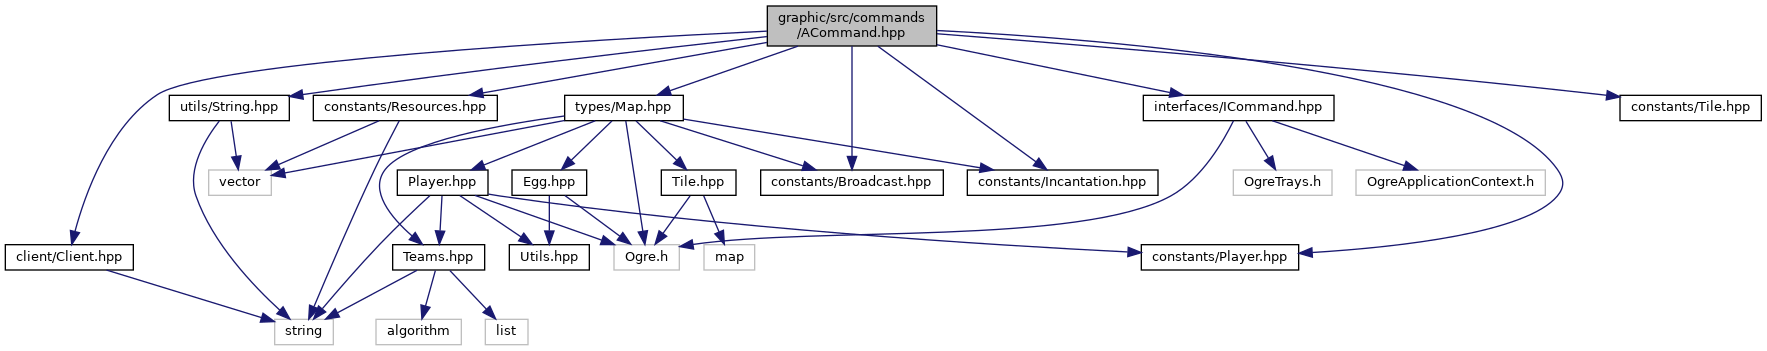 graphic/src/commands
/ACommand.hpp
utils/String.hpp
constants/Resources.hpp
types/Map.hpp
interfaces/ICommand.hpp
constants/Tile.hpp
vector
Player.hpp
Egg.hpp
Tile.hpp
constants/Broadcast.hpp
constants/Incantation.hpp
OgreTrays.h
OgreApplicationContext.h
client/Client.hpp
Teams.hpp
Utils.hpp
Ogre.h
map
constants/Player.hpp
string
algorithm
list